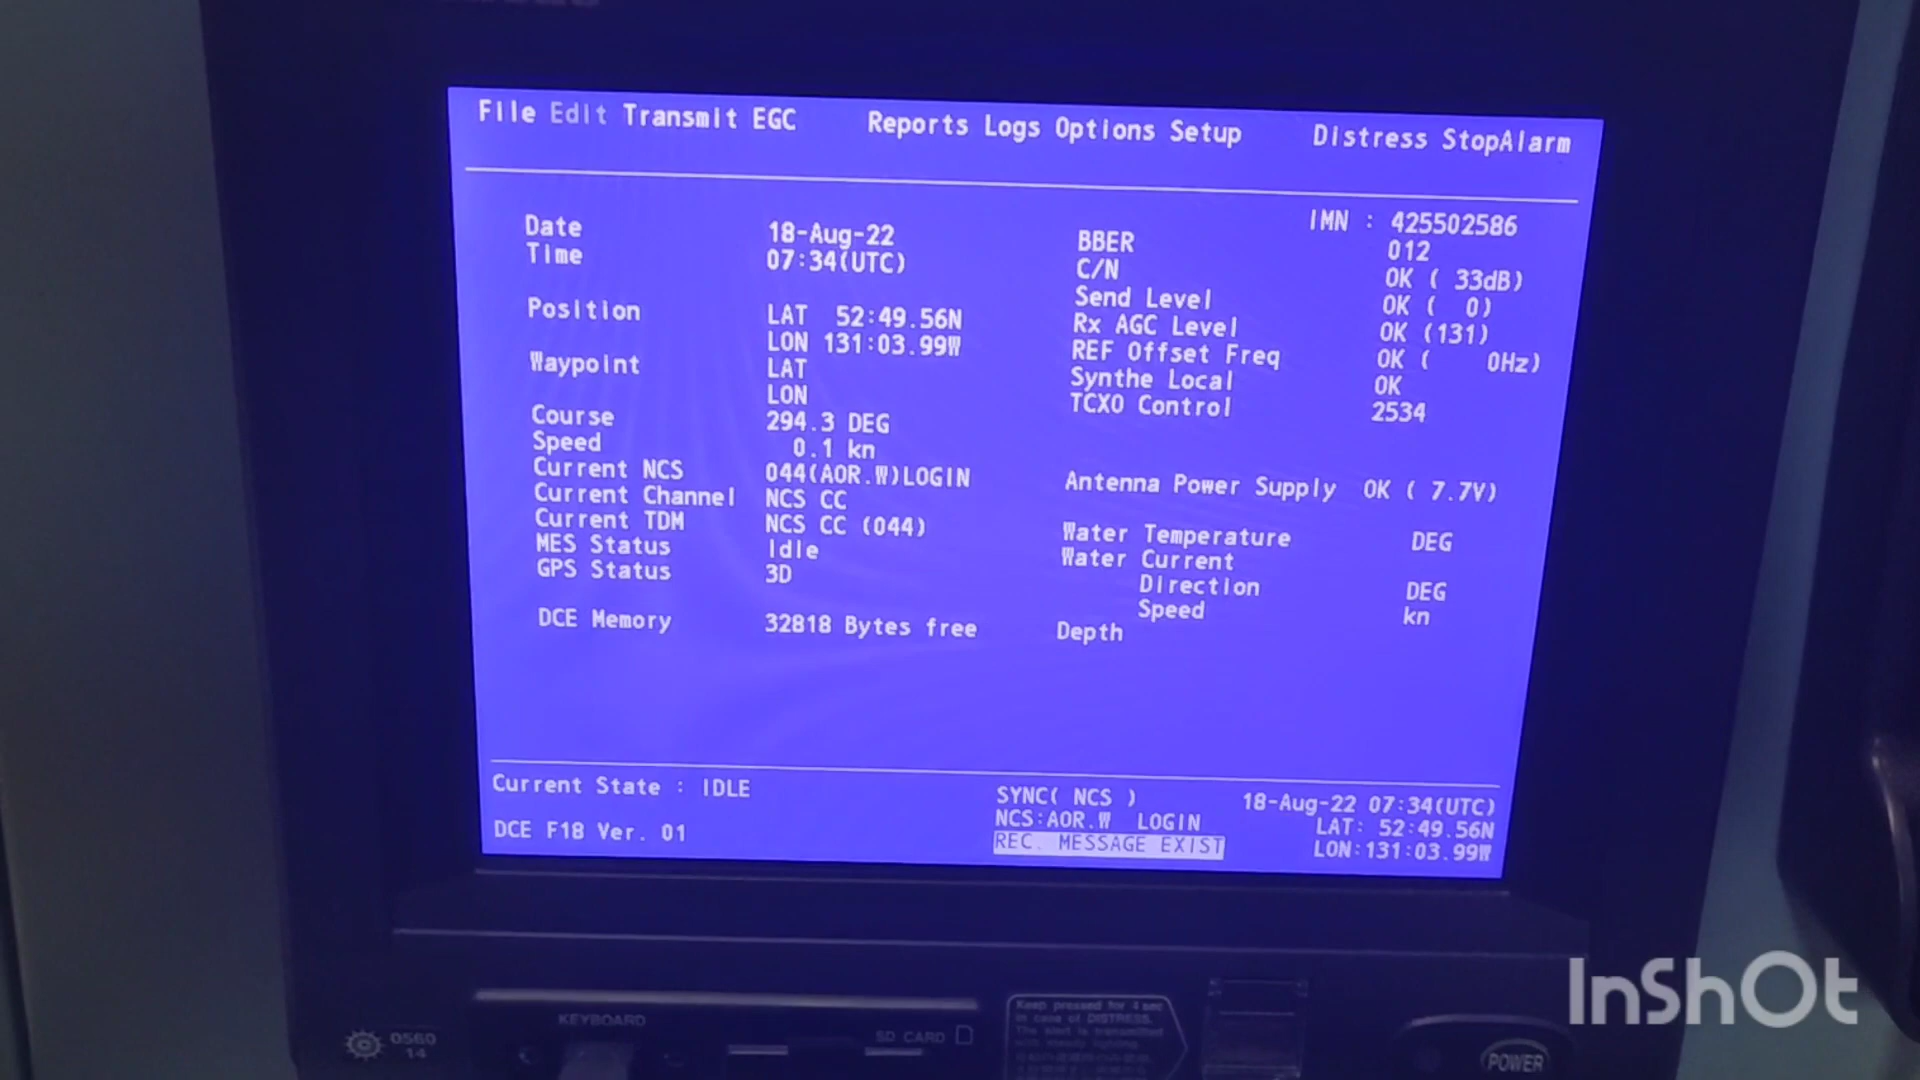 File Edit Transmit EGC Reports Logs Options Setup Distress StopAlarm
IMN : 425502586
Date 18-Aug-22 BBER 012
Time 07:34(UTC) C/N OK ( 33dB)
Send Level OK ( 0)
Position LAT 52:49.56N Rx AGC Level OK (131)
LON 131:03.99W REF Offset Freq OK ( 0Hz)
Waypoint LAT Synthe Local OK
LON TCXO Control 2534
Course 294.3 DEG
Speed 0.1 kn
Current NCS 044(AOR.W)LOGIN Antenna Power Supply OK ( 7.7V)
Current Channel NCS CC
Current TDM NCS CC (044) Water Temperature DEG
MES Status Idle Water Current
GPS Status 3D Direction DEG
Speed kn
DCE Memory 32818 Bytes free Depth
Current State : IDLE SYNC( NCS ) 18-Aug-22 07:34(UTC)
NCS:AOR.W LOGIN LAT: 52:49.56N
DCE F18 Ver. 01 REC. MESSAGE EXIST LON:131:03.99W
KEYBOARD
SD CARD
0560
14
Keep pressed for 4 sec
in case of DISTRESS.
The alert is transmitted
with steady lighting.
POWER
InShOt